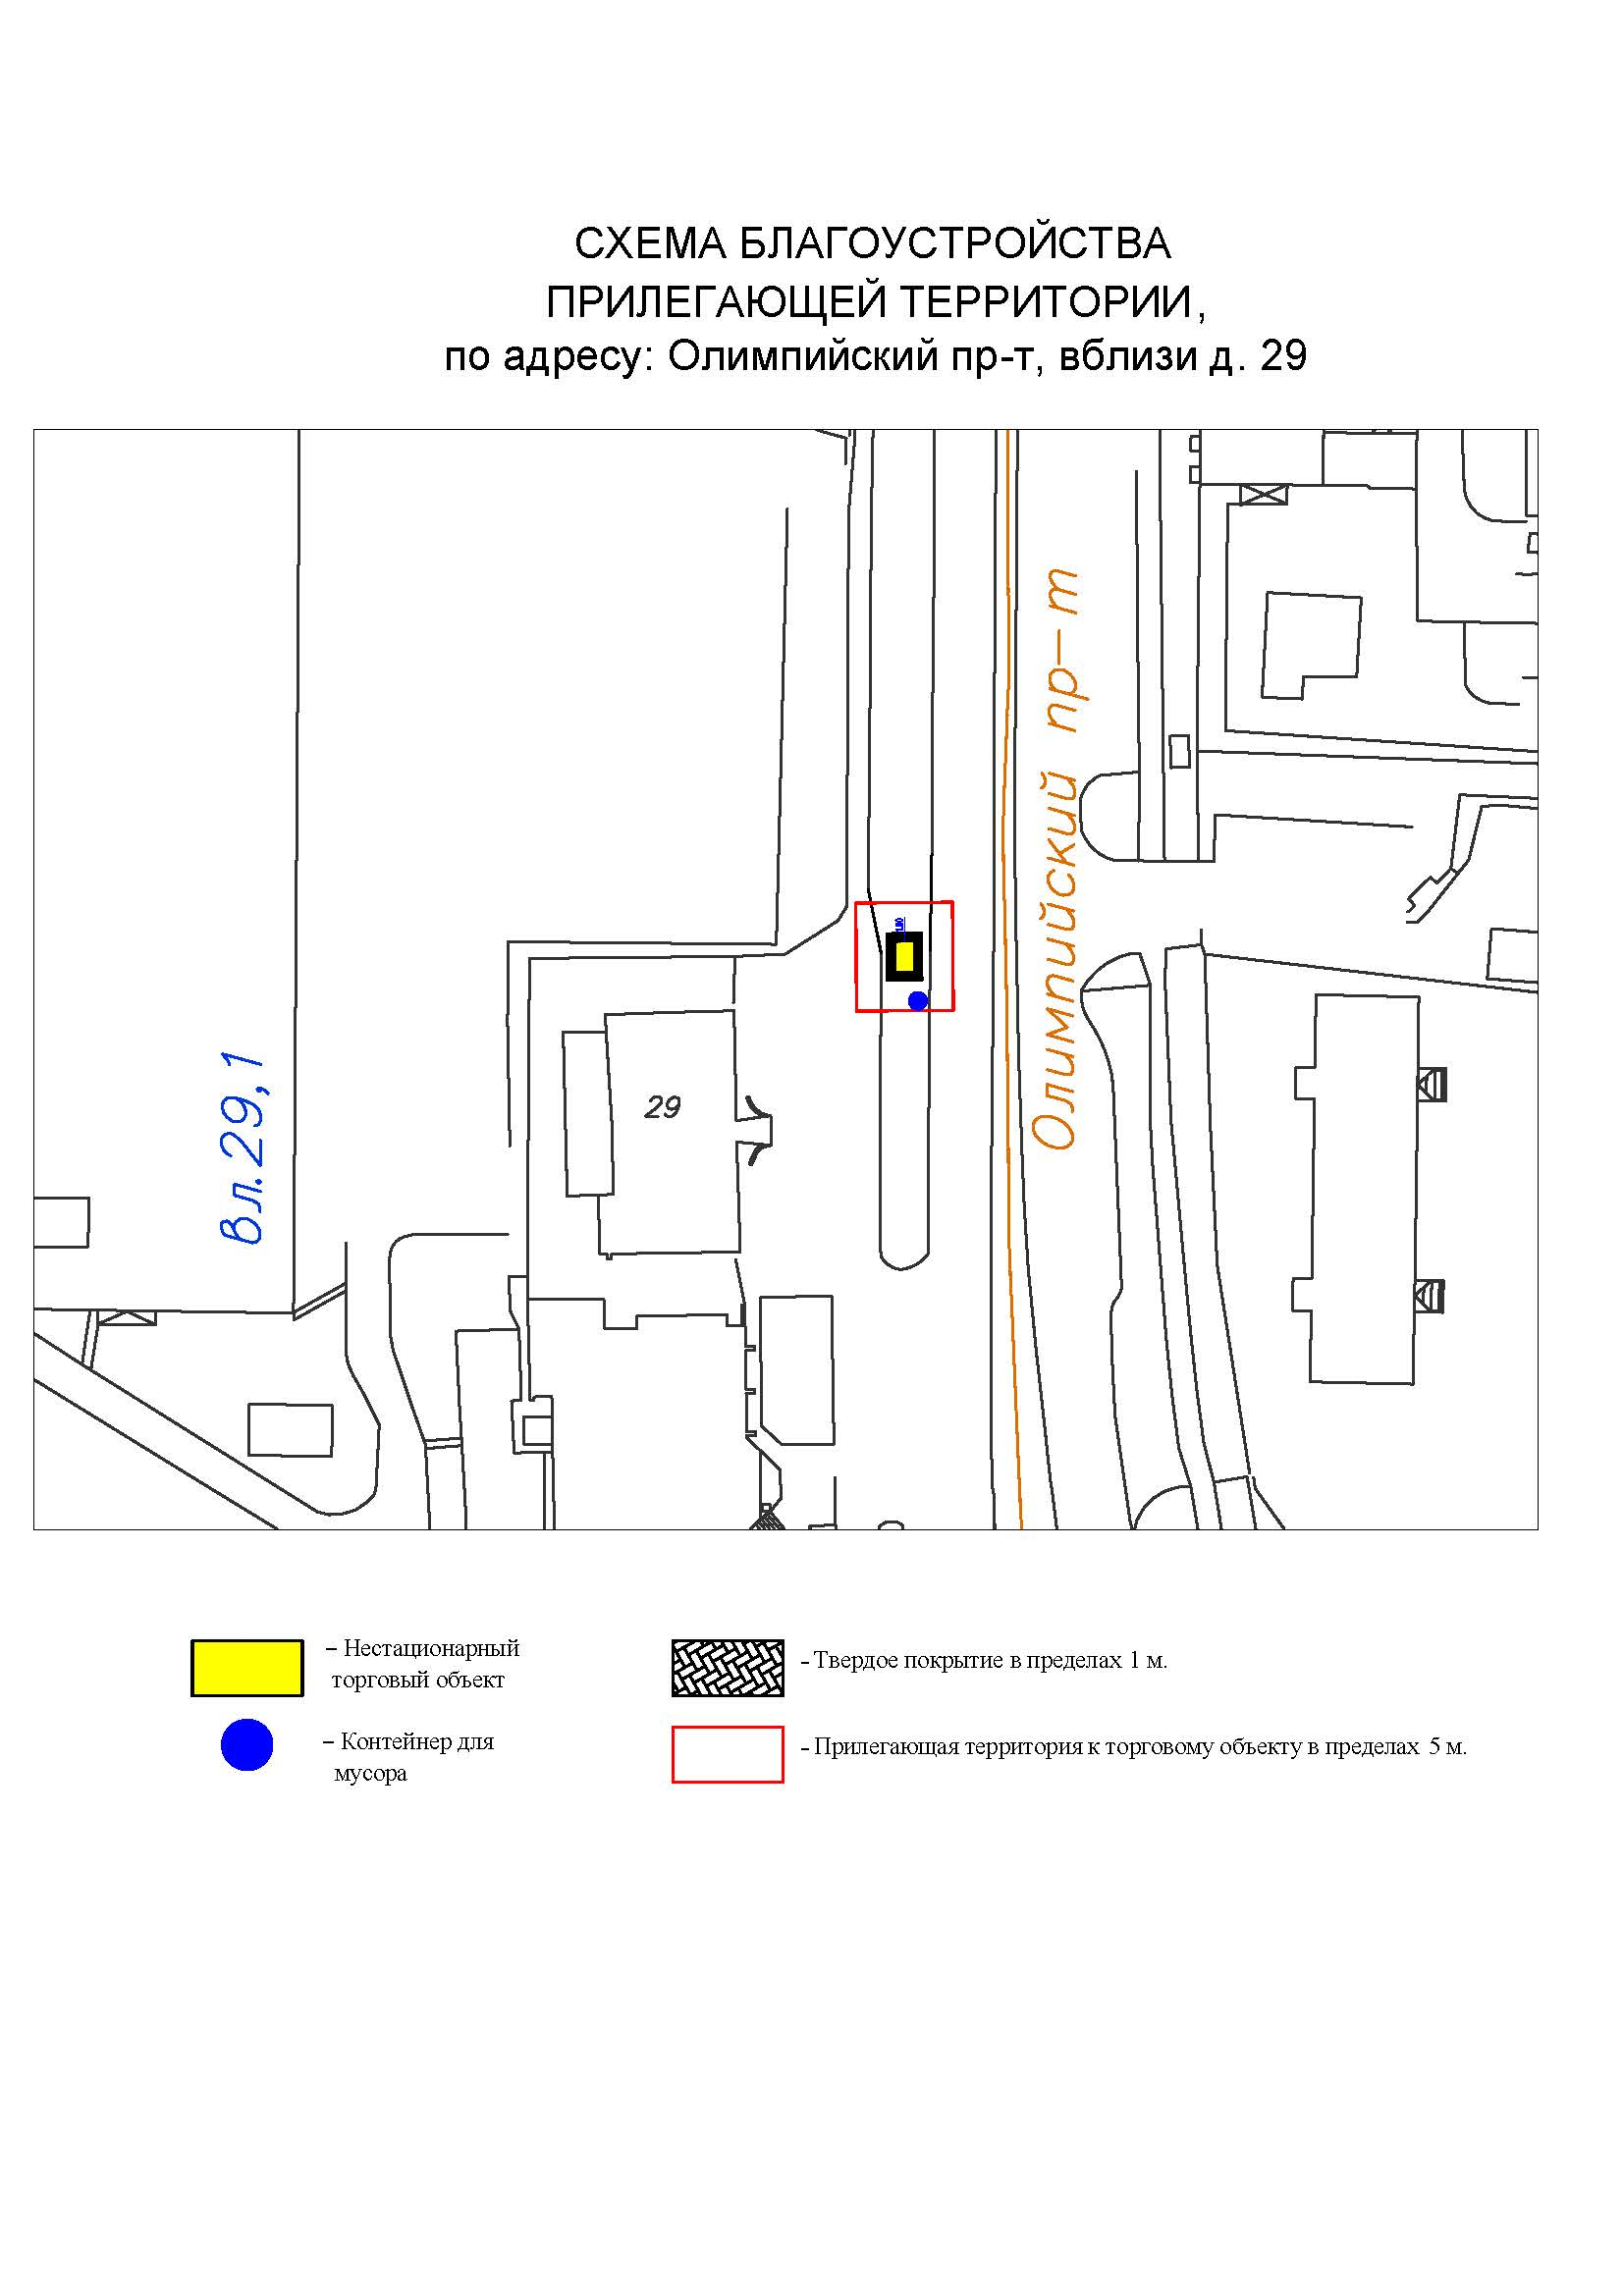 СХЕМА БЛАГОУСТРОЙСТВА
ПРИЛЕГАЮЩЕЙ ТЕРРИТОРИИ,
по адресу: Олимпийский пр-т, вблизи д. 29
Олимпийский пр-т
Вл.29,1
29
– Нестационарный
торговый объект
– Контейнер для
мусора
– Твердое покрытие в пределах 1 м.
– Прилегающая территория к торговому объекту в пределах 5 м.